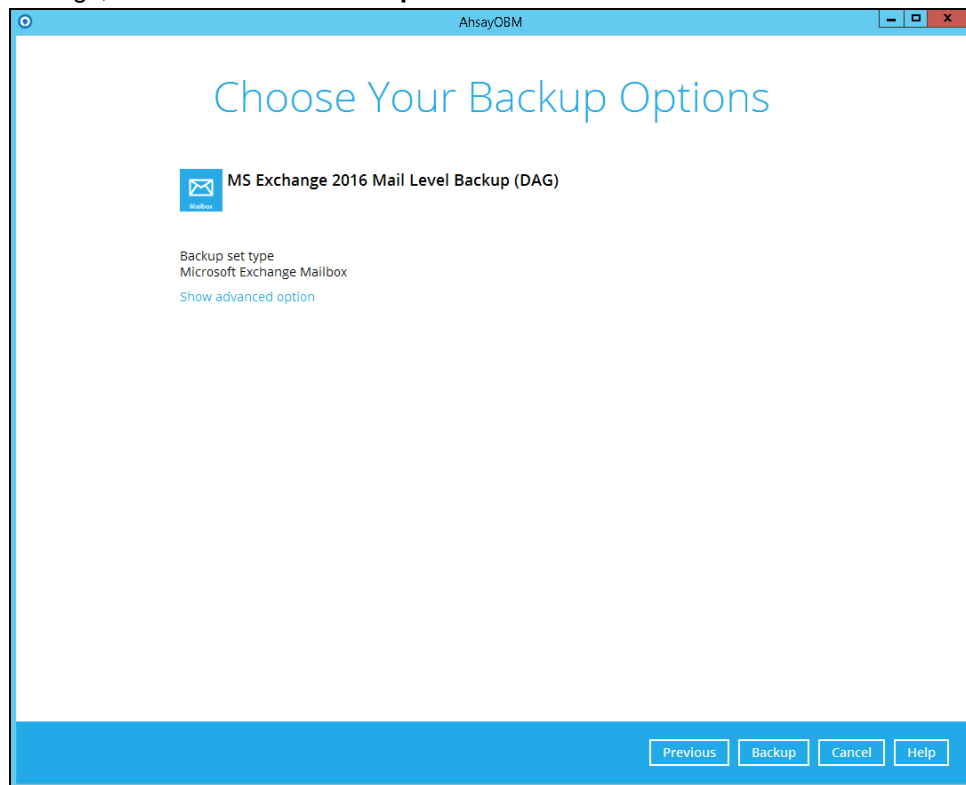 AhsayOBM
Choose Your Backup Options
MS Exchange 2016 Mail Level Backup (DAG)
Mailbox
Backup set type
Microsoft Exchange Mailbox
Show advanced option
Previous Backup Cancel Help